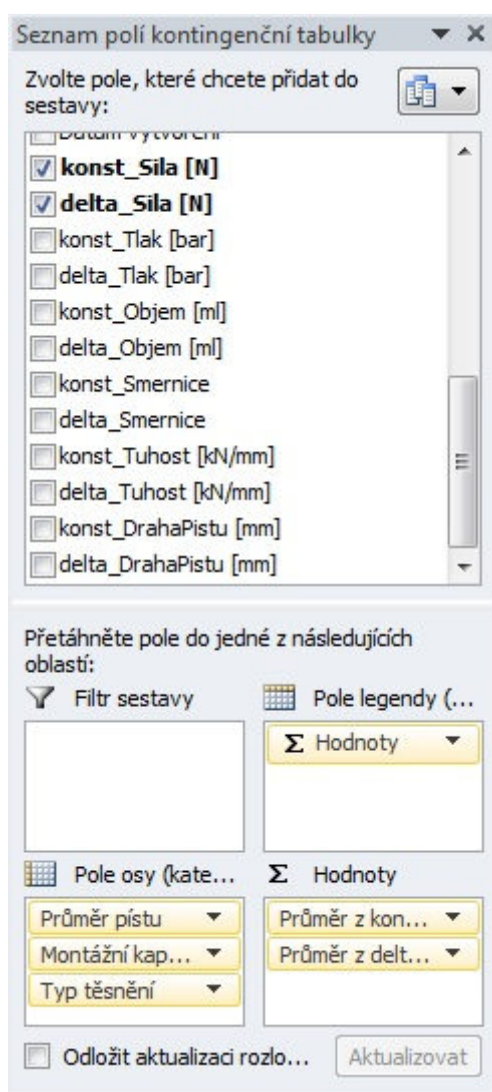 Seznam polí kontingenční tabulky
Zvolte pole, které chcete přidat do
sestavy:
Datum vytvoření
konst_Sila [N]
delta_Sila [N]
konst_Tlak [bar]
delta_Tlak [bar]
konst_Objem [ml]
delta_Objem [ml]
konst_Smernice
delta_Smernice
konst_Tuhost [kN/mm]
delta_Tuhost [kN/mm]
konst_DrahaPistu [mm]
delta_DrahaPistu [mm]
Přetáhněte pole do jedné z následujících
oblastí:
Filtr sestavy
Pole legendy (...
Σ Hodnoty
Pole osy (kate...
Σ Hodnoty
Průměr pístu
Průměr z kon...
Montážní kap...
Průměr z delt...
Typ těsnění
Odložit aktualizaci rozlo...
Aktualizovat